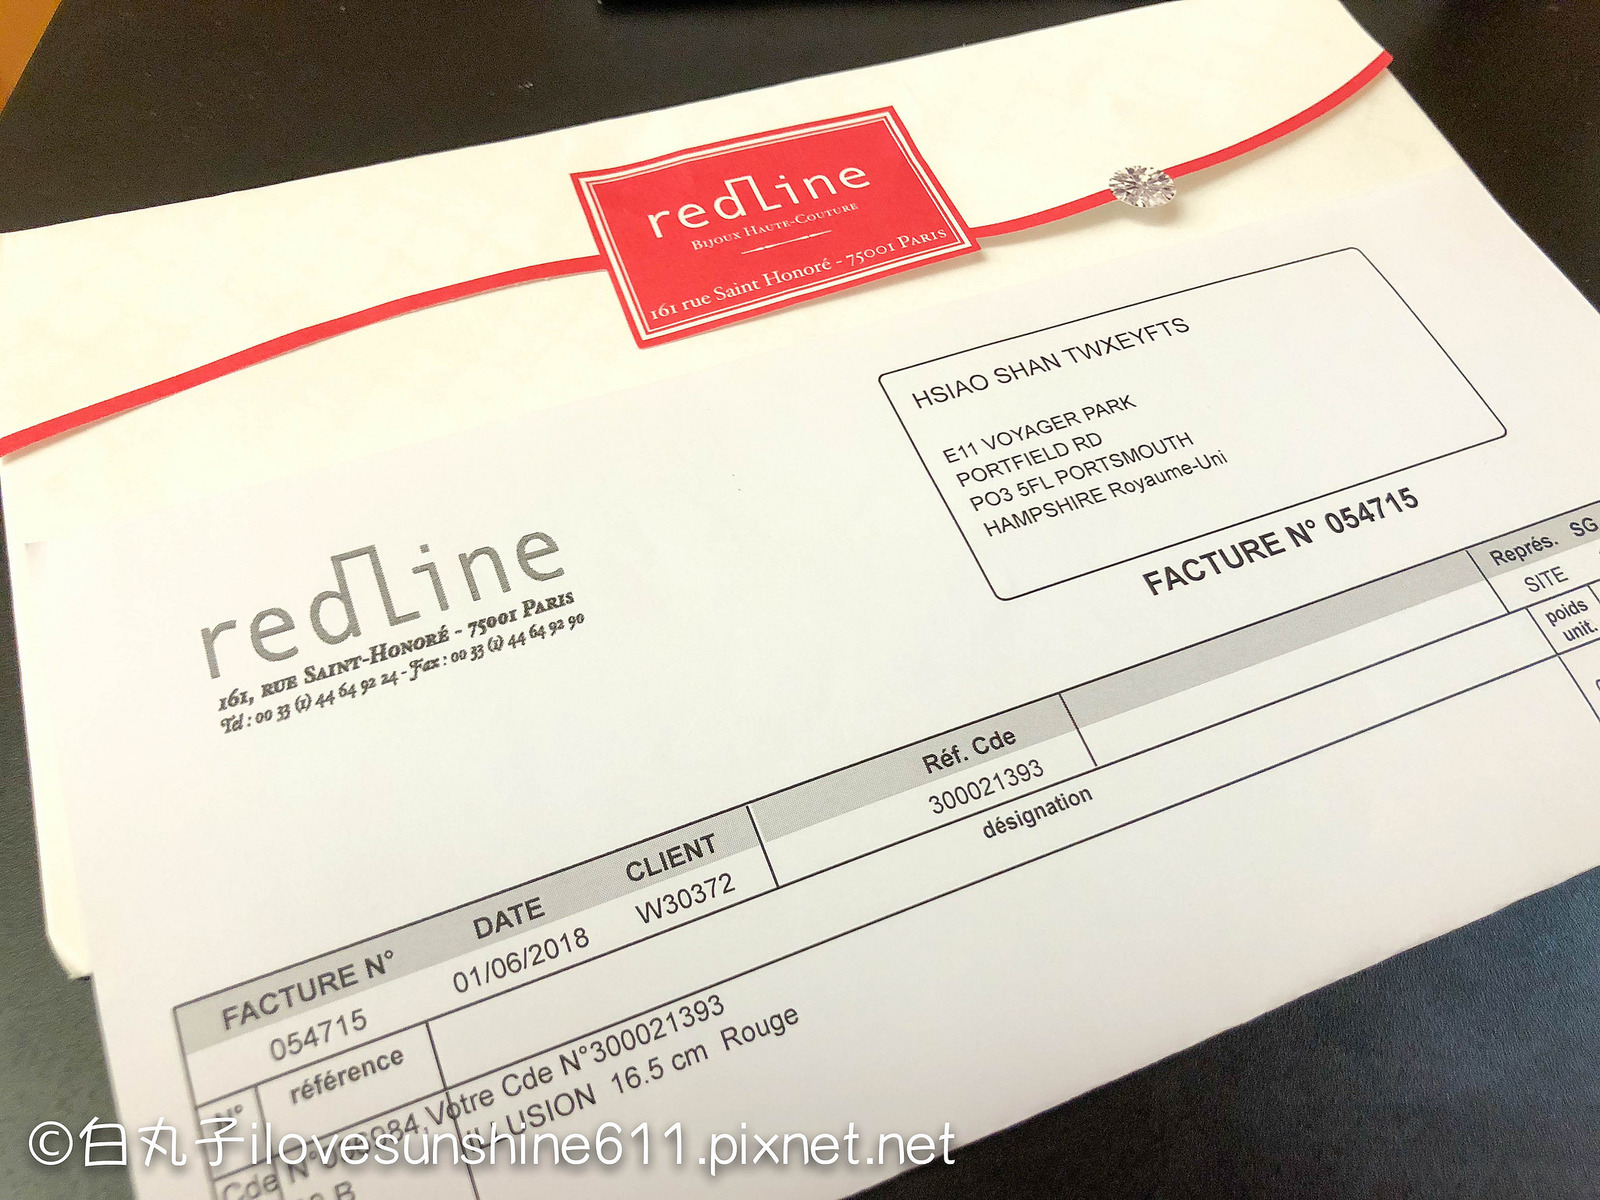 redLine
BIJOUX HAUTE-COUTURE
161 rue Saint Honoré - 75001 PARIS
HSIAO SHAN TWXEYFTS
E11 VOYAGER PARK
PORTFIELD RD
PO3 5FL PORTSMOUTH
HAMPSHIRE Royaume-Uni
FACTURE N° 054715
redLine
161, RUE SAINT-HONORÉ - 75001 PARIS
Tel : 00 33 (1) 44 64 92 24 - Fax : 00 33 (1) 44 64 92 90
Représ. SG
SITE
poids
unit.
Réf. Cde
300021393
désignation
FACTURE N° DATE CLIENT
054715 01/06/2018 W30372
N° référence
Cde N° Votre Cde N°300021393
ILLUSION 16.5 cm Rouge
B
©白丸子ilovesunshine611.pixnet.net